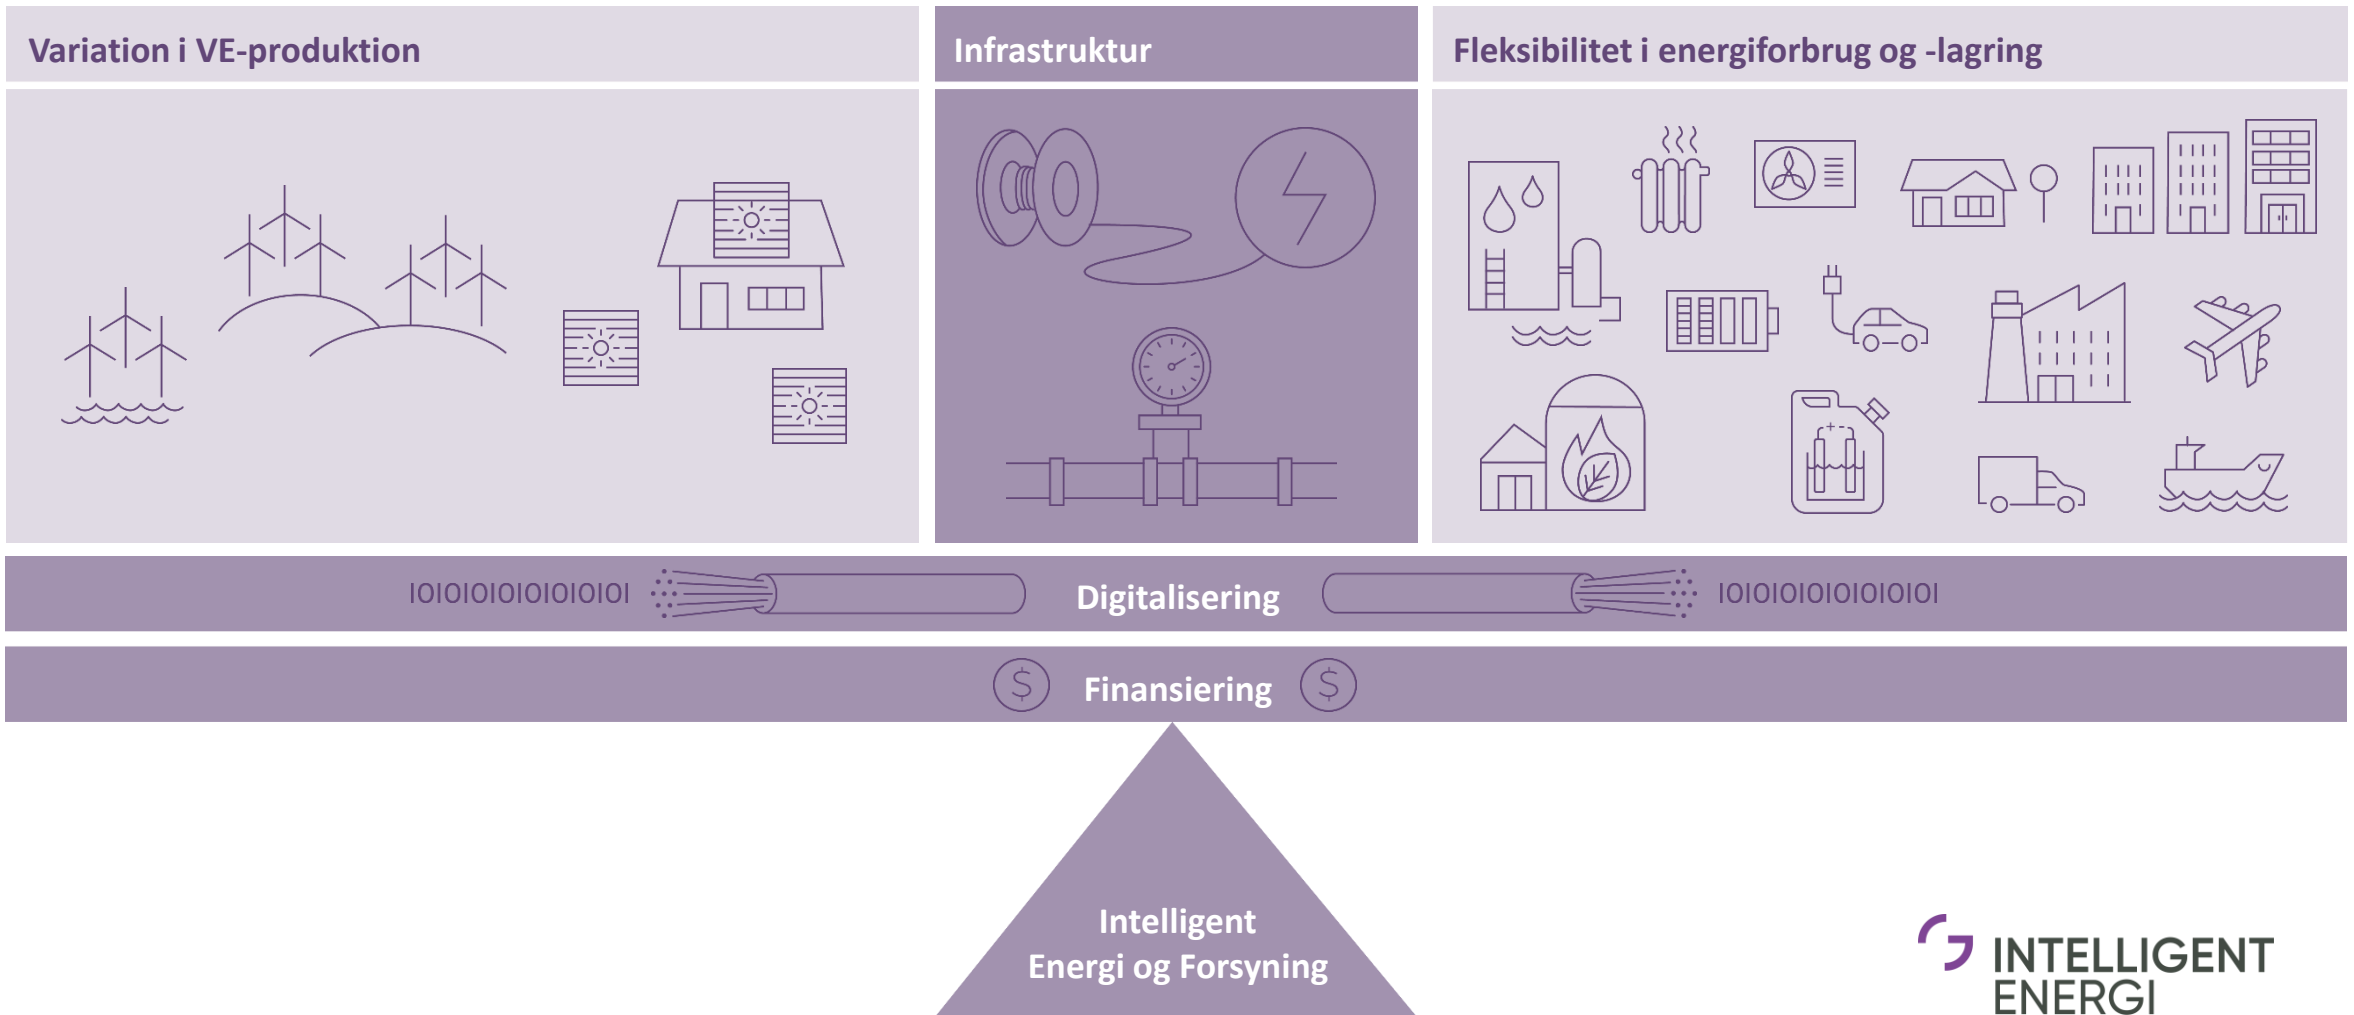 Variation i VE-produktion
Infrastruktur
Fleksibilitet i energiforbrug og -lagring
IOIOIOIOIOIOIOIOI
Digitalisering
IOIOIOIOIOIOIOIOI
$
Finansiering
$
Intelligent
Energi og Forsyning
INTELLIGENT
ENERGI